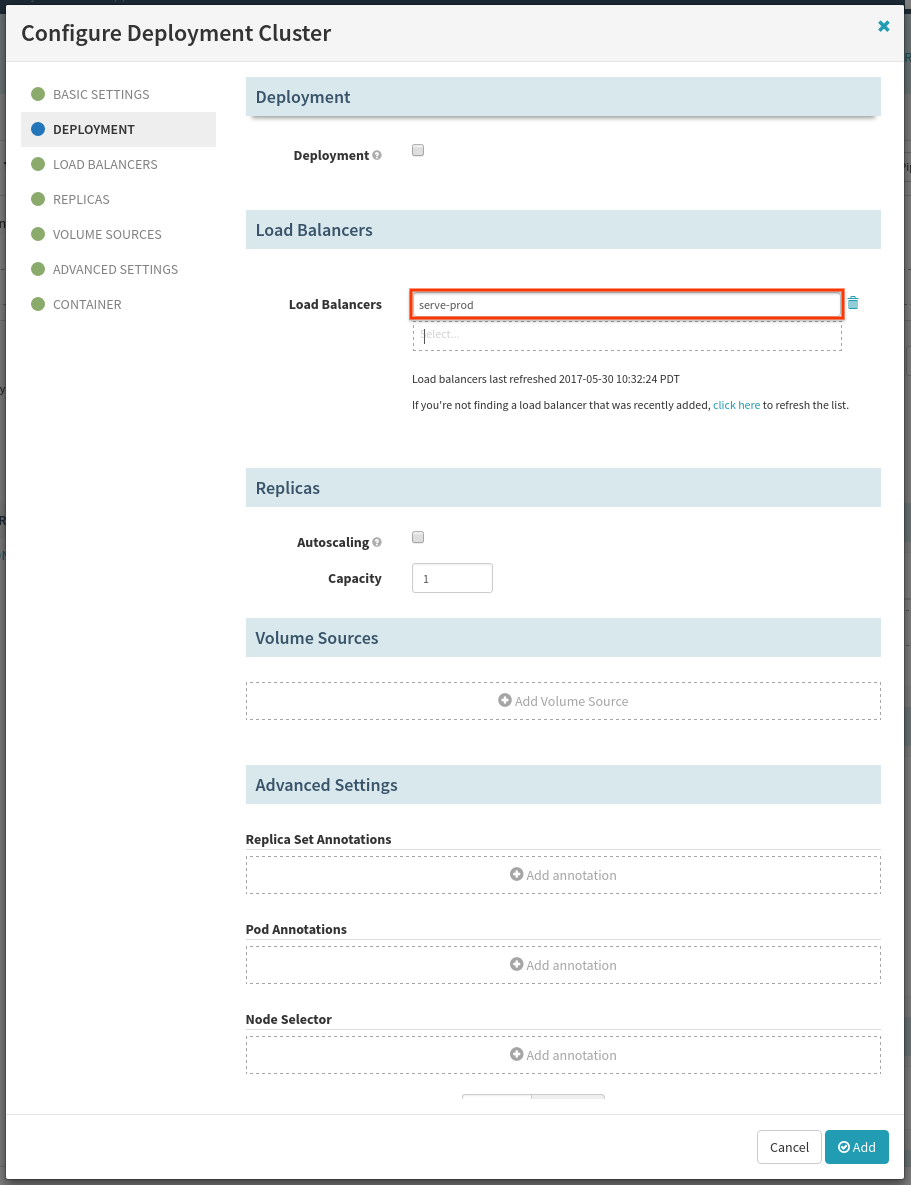 Configure Deployment Cluster
BASIC SETTINGS
DEPLOYMENT
LOAD BALANCERS
REPLICAS
VOLUME SOURCES
ADVANCED SETTINGS
CONTAINER
Deployment
Deployment
Load Balancers
Load Balancers
serve-prod
Select...
Load balancers last refreshed 2017-05-30 10:32:24 PDT
If you're not finding a load balancer that was recently added, click here to refresh the list.
Replicas
Autoscaling
Capacity
1
Volume Sources
Add Volume Source
Advanced Settings
Replica Set Annotations
Add annotation
Pod Annotations
Add annotation
Node Selector
Add annotation
Cancel
Add